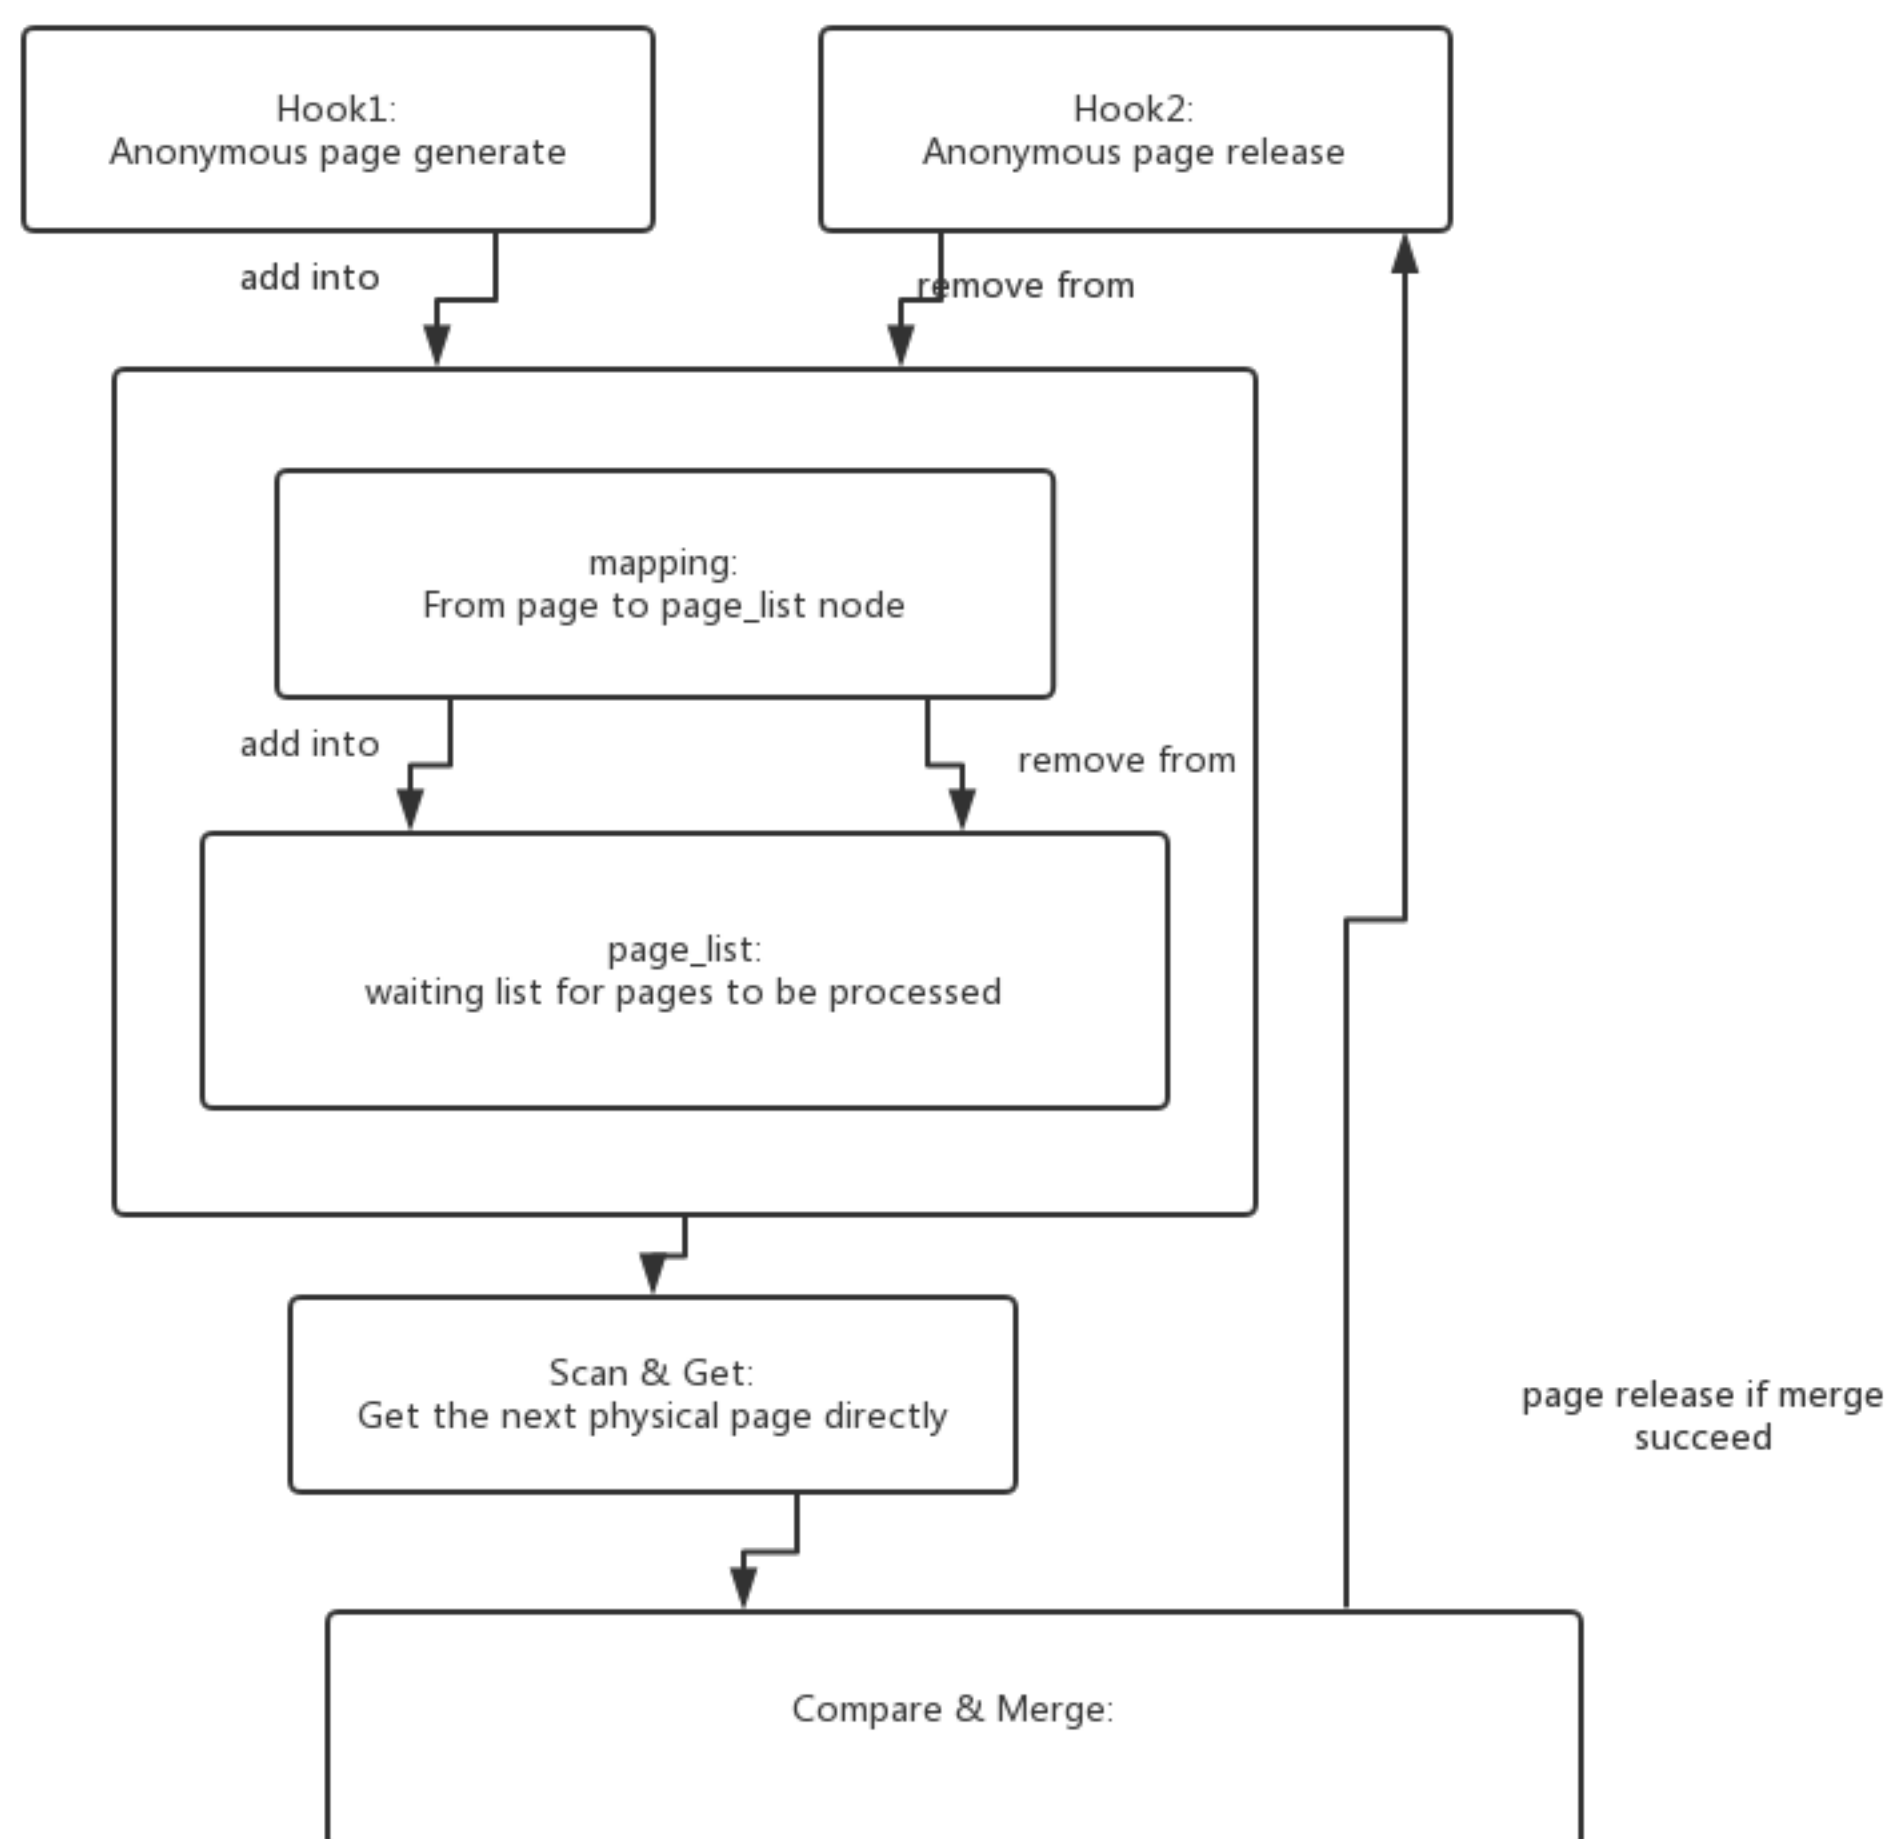 Hook1:
Anonymous page generate
Hook2:
Anonymous page release
add into
remove from
mapping:
From page to page_list node
add into
remove from
page_list:
waiting list for pages to be processed
Scan & Get:
Get the next physical page directly
page release if merge
succeed
Compare & Merge: